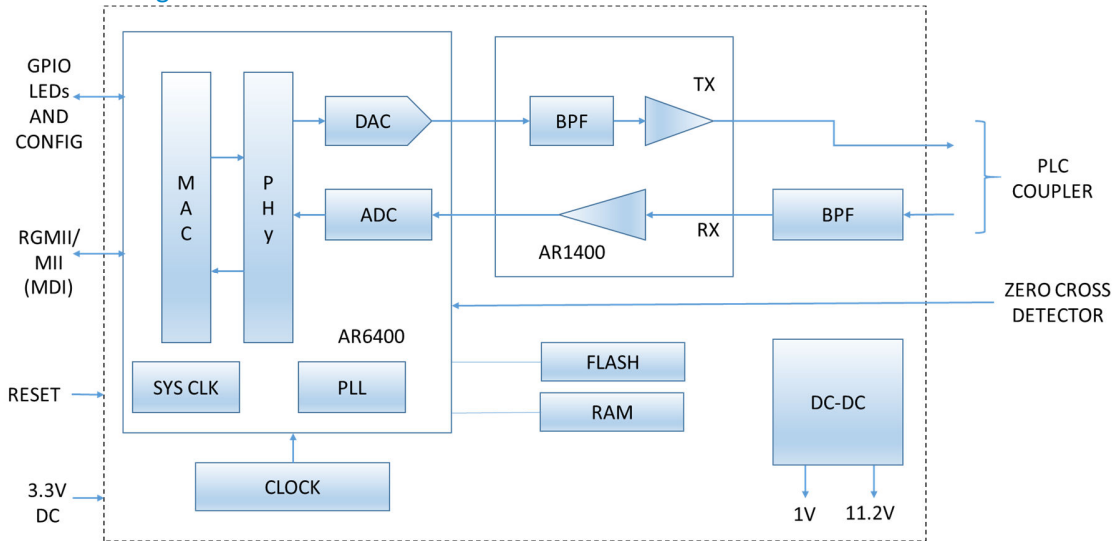 GPIO
LEDs
AND
CONFIG
RGMII/
MII
(MDI)
RESET
3.3V
DC
M
A
C
P
H
y
DAC
ADC
AR6400
SYS CLK
PLL
CLOCK
BPF
TX
RX
AR1400
BPF
FLASH
RAM
DC-DC
1V
11.2V
PLC
COUPLER
ZERO CROSS
DETECTOR